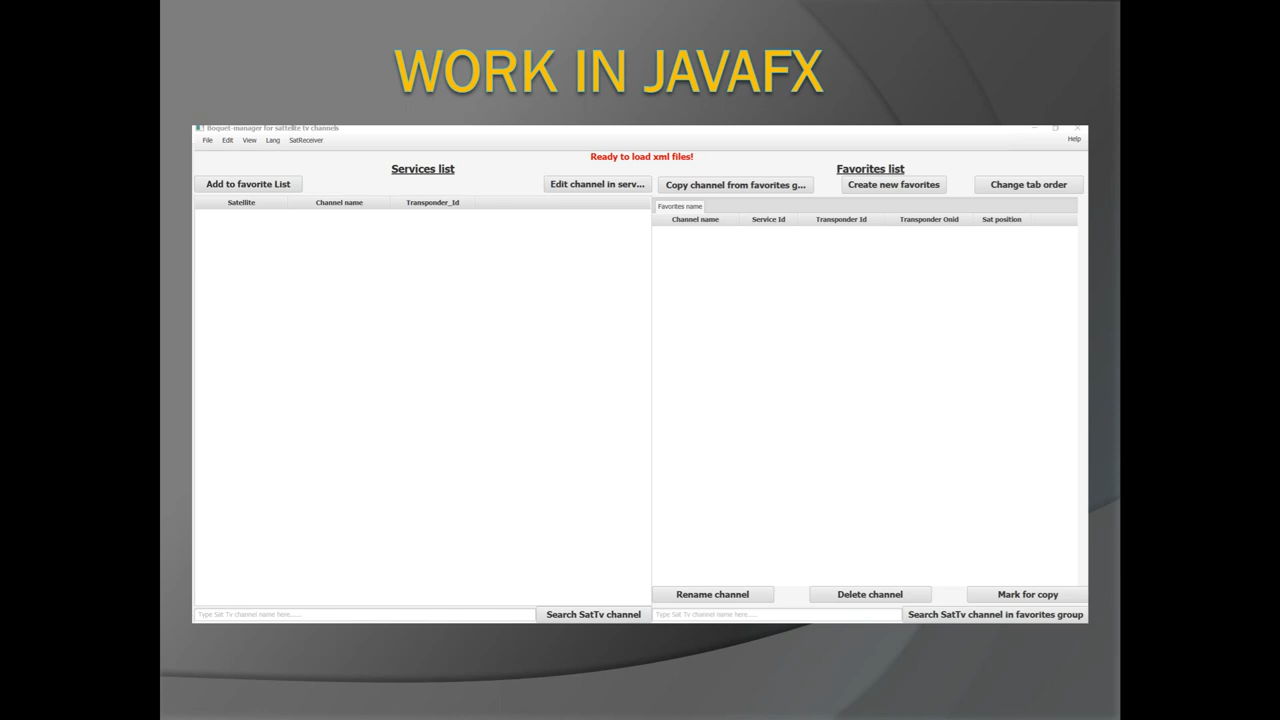 WORK IN JAVAFX
Boquet-manager for sattelite tv channels
File Edit View Lang SatReceiver Help
Ready to load xml files!
Services list Favorites list
Add to favorite List Edit channel in serv... Copy channel from favorites g... Create new favorites Change tab order
Satellite Channel name Transponder_Id
Favorites name
Channel name Service Id Transponder Id Transponder Onid Sat position
Rename channel Delete channel Mark for copy
Type Sat Tv channel name here...... Search SatTv channel Type Sat Tv channel name here..... Search SatTv channel in favorites group